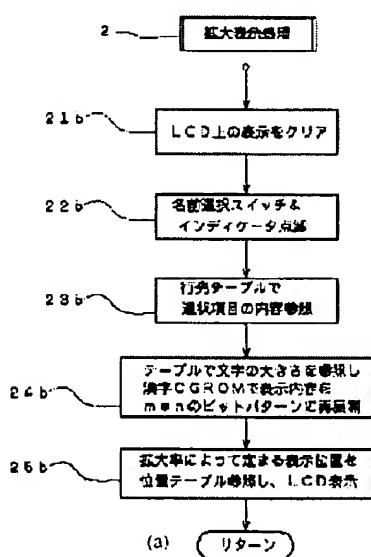 2
拡大表示処理
21b
LCD上の表示をクリア
22b
名前選択スイッチ&
インディケータ点滅
23b
行先テーブルで
選択項目の内容参照
24b
テーブルで文字の大きさを参照し
漢字CGROMで表示内容を
m×nのビットパターンに再編制
25b
拡大率によって定まる表示位置を
位置テーブル参照し、LCD表示
(a)
リターン